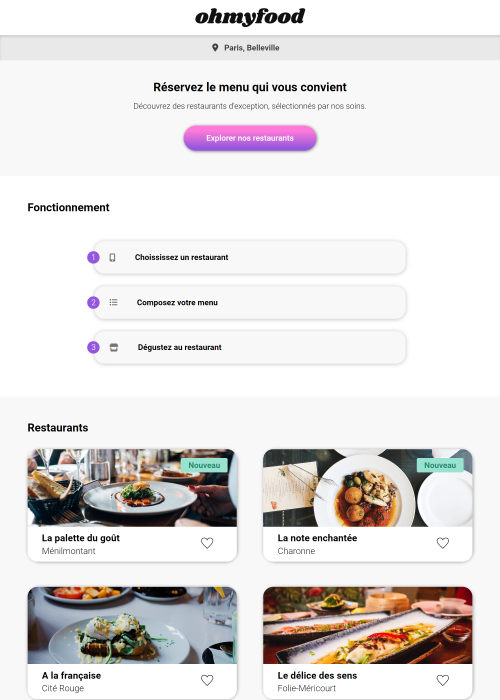 ohmyfood
Paris, Belleville
Réservez le menu qui vous convient
Découvrez des restaurants d'exception, sélectionnés par nos soins.
Explorer nos restaurants
Fonctionnement
1 Choississez un restaurant
2 Composez votre menu
3 Dégustez au restaurant
Restaurants
Nouveau
La palette du goût
Ménilmontant
Nouveau
La note enchantée
Charonne
A la française
Cité Rouge
Le délice des sens
Folie-Méricourt